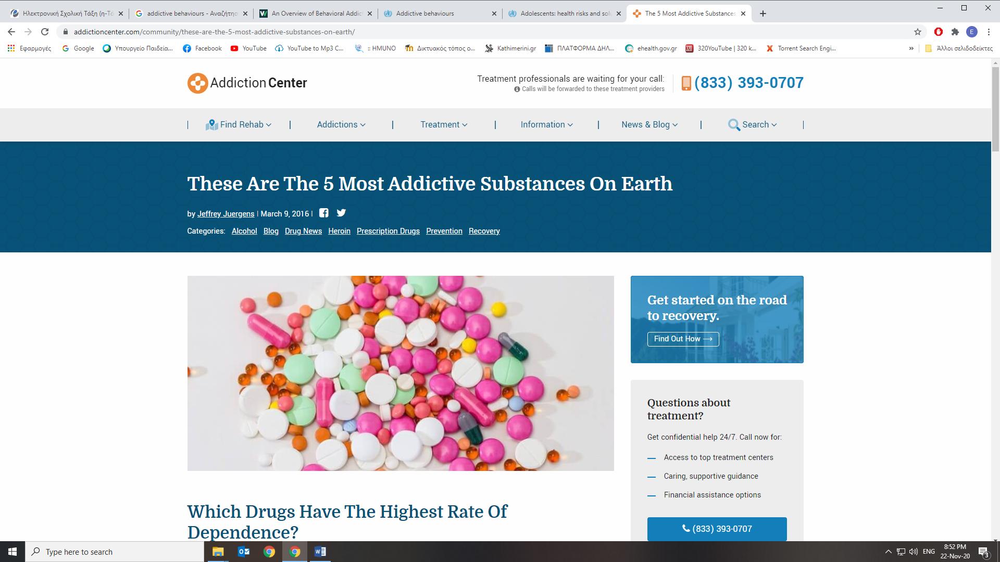 Ηλεκτρονική Σχολική Τάξη (η-Τά
addictive behaviours - Αναζήτησ
An Overview of Behavioral Addict
Addictive behaviours
Adolescents: health risks and solu
The 5 Most Addictive Substances
addictioncenter.com/community/these-are-the-5-most-addictive-substances-on-earth/
E
Εφαρμογές
Google
Υπουργείο Παιδεία...
Facebook
YouTube
YouTube to Mp3 C...
:: HMUNO
Δικτυακός τόπος ο...
Kathimerini.gr
ΠΛΑΤΦΟΡΜΑ ΔΗΛ...
ehealth.gov.gr
320YouTube | 320 k...
Torrent Search Engi...
»
Άλλοι σελιδοδείκτες
Addiction Center
Treatment professionals are waiting for your call:
Calls will be forwarded to these treatment providers
(833) 393-0707
Find Rehab
Addictions
Treatment
Information
News & Blog
Search
These Are The 5 Most Addictive Substances On Earth
by Jeffrey Juergens | March 9, 2016 |
Categories: Alcohol Blog Drug News Heroin Prescription Drugs Prevention Recovery
Get started on the road
to recovery.
Find Out How →
Questions about
treatment?
Get confidential help 24/7. Call now for:
Access to top treatment centers
Caring, supportive guidance
Financial assistance options
(833) 393-0707
Which Drugs Have The Highest Rate Of
Dependence?
Type here to search
ENG
8:52 PM
22-Nov-20
3